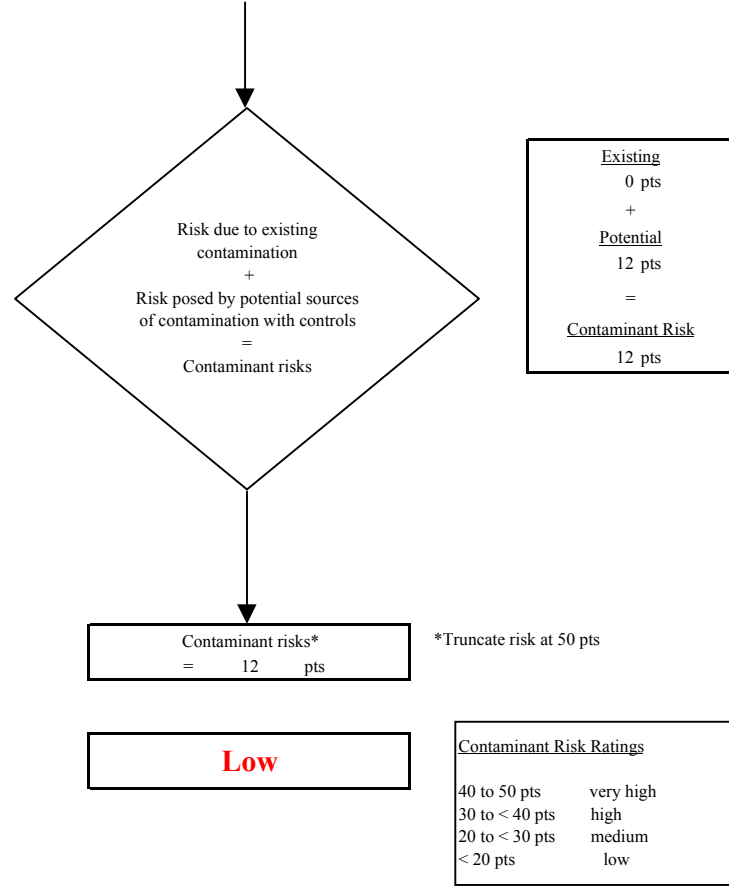 Risk due to existing
contamination
+
Risk posed by potential sources
of contamination with controls
=
Contaminant risks
Existing
0 pts
+
Potential
12 pts
=
Contaminant Risk
12 pts
Contaminant risks*
= 12 pts
*Truncate risk at 50 pts
Low
Contaminant Risk Ratings
40 to 50 pts very high
30 to < 40 pts high
20 to < 30 pts medium
< 20 pts low